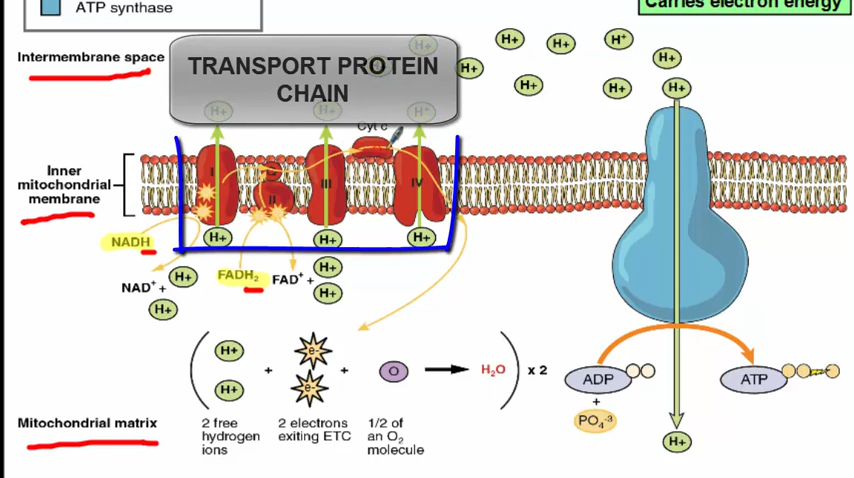 ATP synthase
Carries electron energy
Intermembrane space
TRANSPORT PROTEIN
CHAIN
H+
H+
H+
H+
H+
H+
H+
H+
H+
H+
H+
H+
Cyt c
Inner
mitochondrial
membrane
I
II
III
IV
H+
H+
H+
NADH
NAD+ +
H+
H+
FADH2
FAD+ +
H+
H+
H+
H+
+
e-
e-
+
O
H2O
x 2
ADP
+
PO4-3
ATP
H+
Mitochondrial matrix
2 free
hydrogen
ions
2 electrons
exiting ETC
1/2 of
an O2
molecule